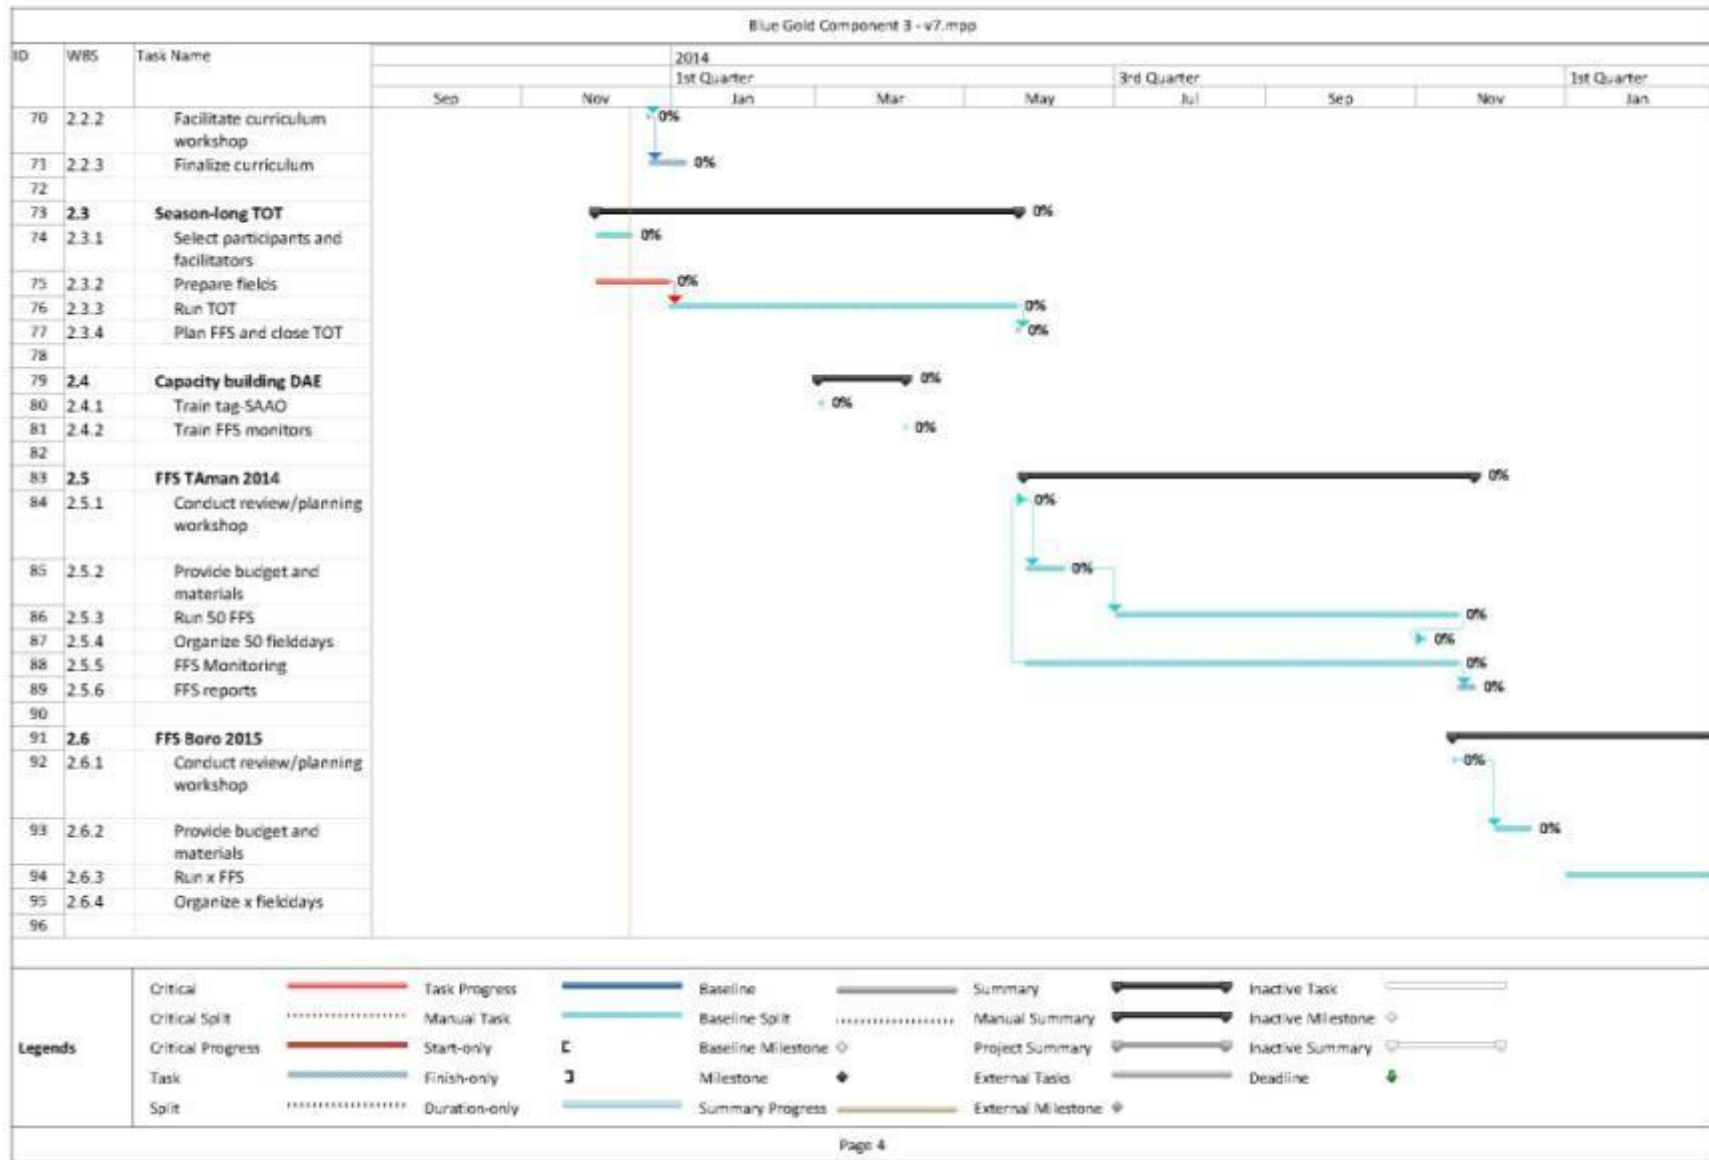 Blue Gold Component 3 - v7.mpp
ID WBS Task Name
2014
1st Quarter 3rd Quarter 1st Quarter
Sep Nov Jan Mar May Jul Sep Nov Jan
70 2.2.2 Facilitate curriculum 0%
workshop
71 2.2.3 Finalize curriculum 0%
72
73 2.3 Season-long TOT 0%
74 2.3.1 Select participants and 0%
facilitators
75 2.3.2 Prepare fields 0%
76 2.3.3 Run TOT 0%
77 2.3.4 Plan FFS and close TOT 0%
78
79 2.4 Capacity building DAE 0%
80 2.4.1 Train tag-SAAO 0%
81 2.4.2 Train FFS monitors 0%
82
83 2.5 FFS TAman 2014 0%
84 2.5.1 Conduct review/planning 0%
workshop
85 2.5.2 Provide budget and 0%
materials
86 2.5.3 Run 50 FFS 0%
87 2.5.4 Organize 50 fielddays 0%
88 2.5.5 FFS Monitoring 0%
89 2.5.6 FFS reports 0%
90
91 2.6 FFS Boro 2015
92 2.6.1 Conduct review/planning 0%
workshop
93 2.6.2 Provide budget and 0%
materials
94 2.6.3 Run x FFS
95 2.6.4 Organize x fielddays
96
Critical Task Progress Baseline Summary Inactive Task
Critical Split Manual Task Baseline Split Manual Summary Inactive Milestone
Legends Critical Progress Start-only Baseline Milestone Project Summary Inactive Summary
Task Finish-only Milestone External Tasks Deadline
Split Duration-only Summary Progress External Milestone
Page 4